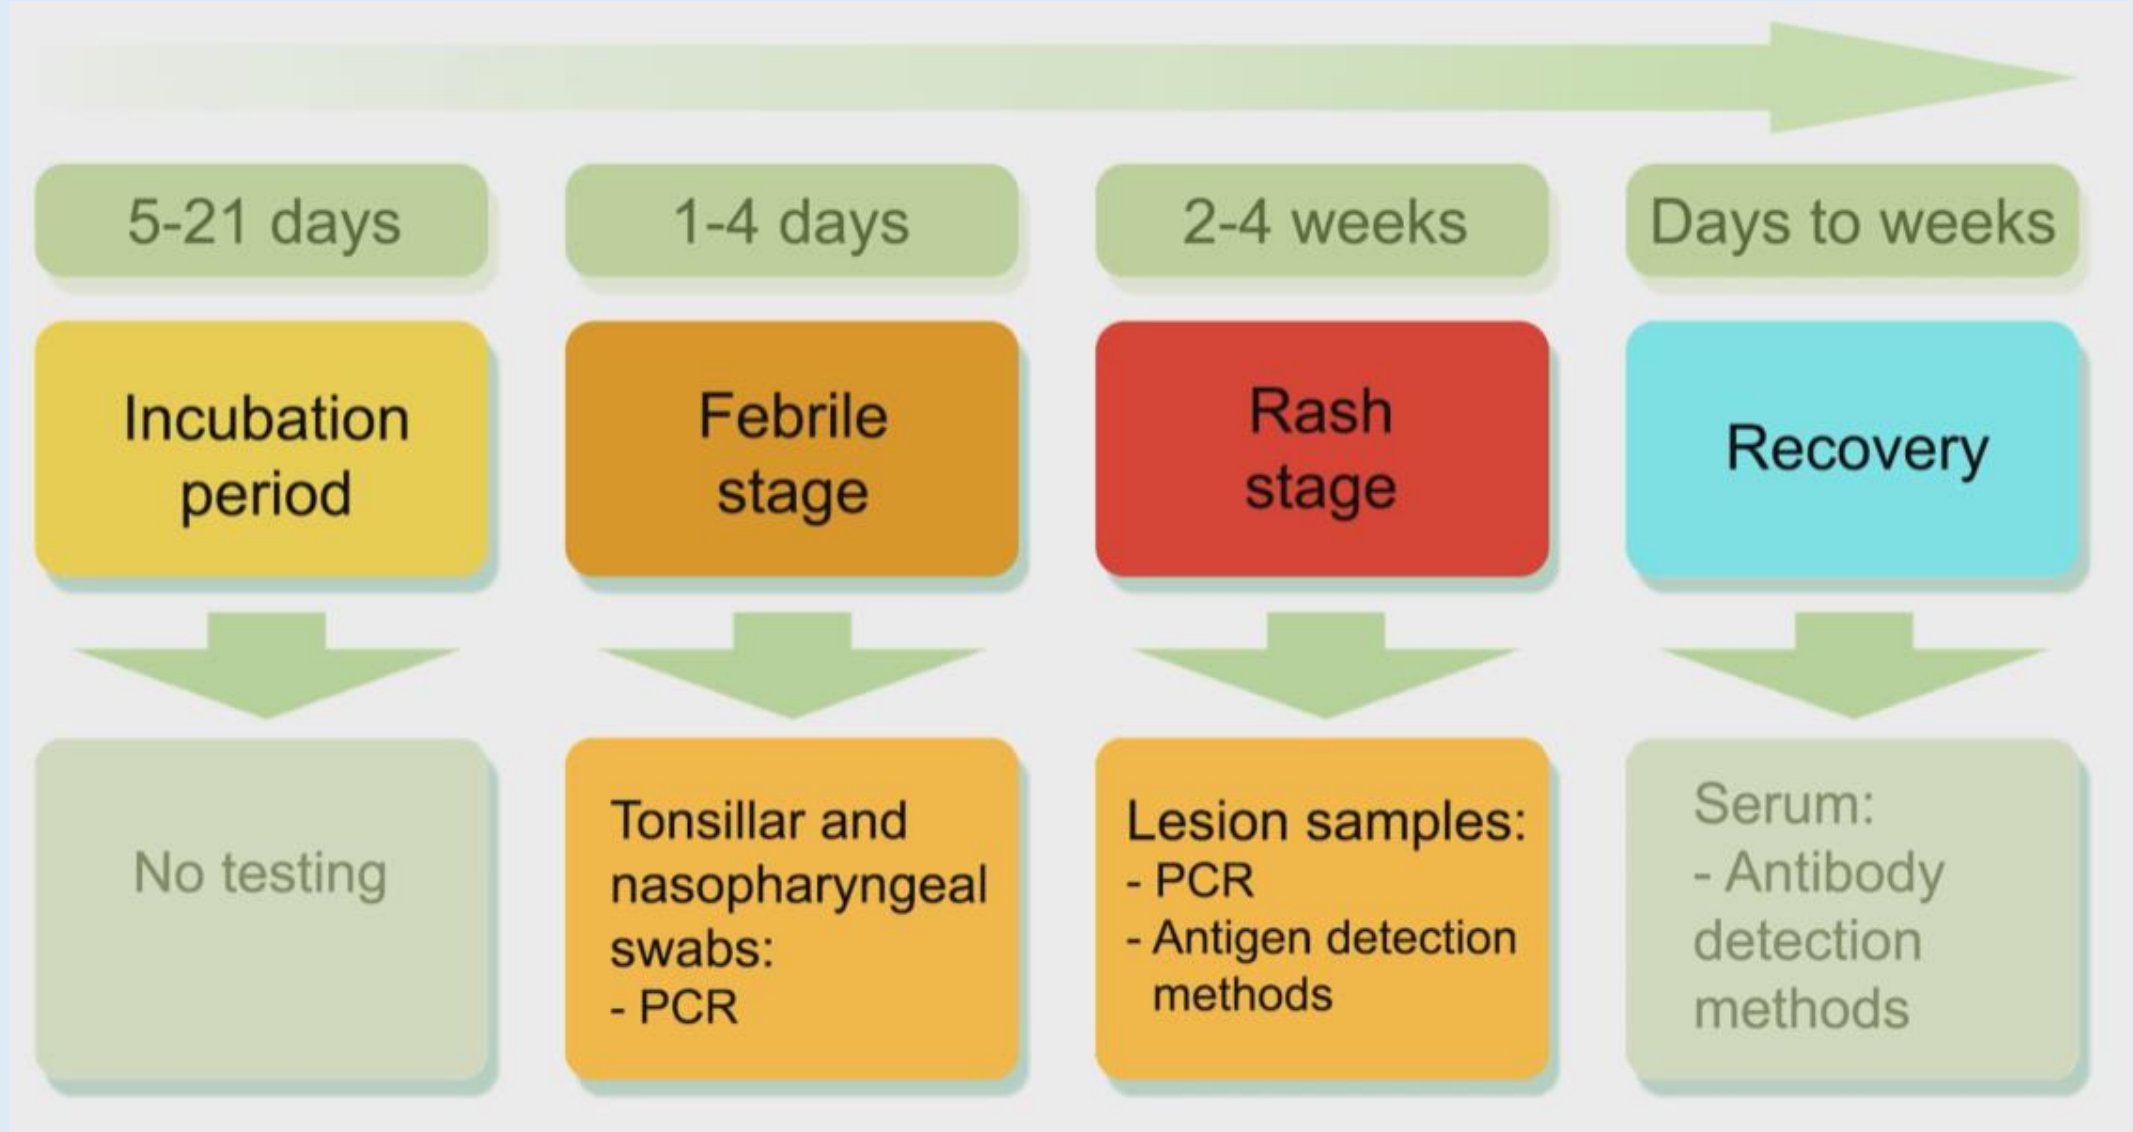 5-21 days
1-4 days
2-4 weeks
Days to weeks
Incubation
period
Febrile
stage
Rash
stage
Recovery
No testing
Tonsillar and
nasopharyngeal
swabs:
- PCR
Lesion samples:
- PCR
- Antigen detection
methods
Serum:
- Antibody
detection
methods